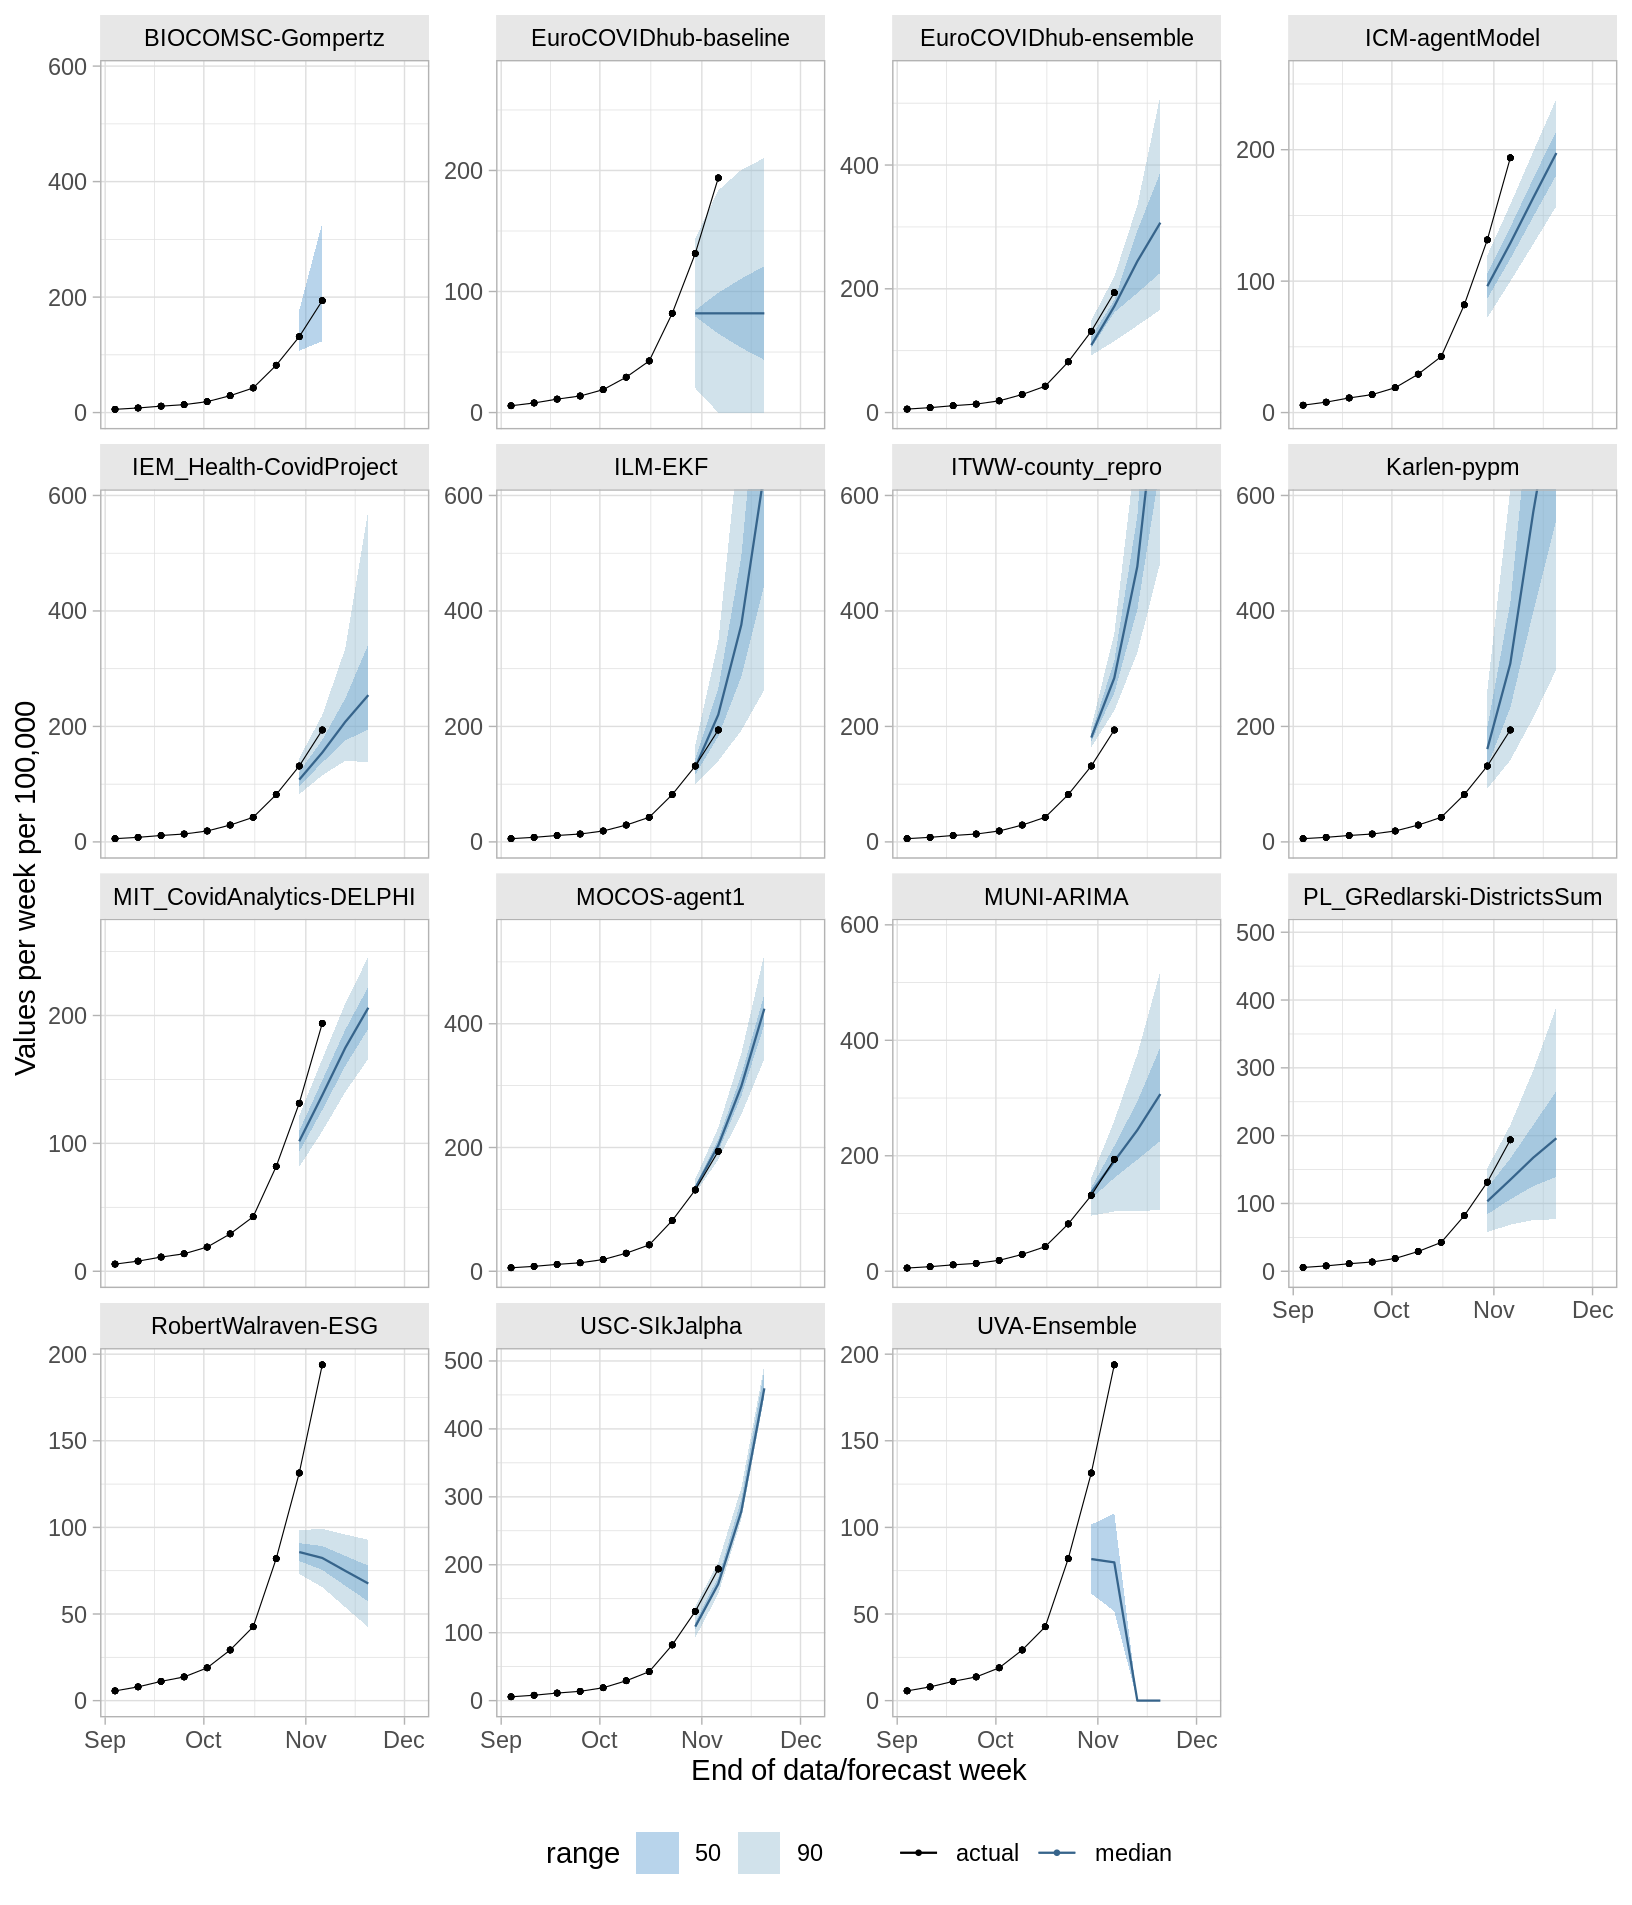 BIOCOMSC-Gompertz
EuroCOVIDhub-baseline
EuroCOVIDhub-ensemble
ICM-agentModel
600
400
200
0
200
100
0
400
200
0
200
100
0
IEM_Health-CovidProject
ILM-EKF
ITWW-county_repro
Karlen-pypm
600
400
200
0
600
400
200
0
600
400
200
0
600
400
200
0
Values per week per 100,000
MIT_CovidAnalytics-DELPHI
MOCOS-agent1
MUNI-ARIMA
PL_GRedlarski-DistrictsSum
200
100
0
400
200
0
600
400
200
0
500
400
300
200
100
0
Sep Oct Nov Dec
RobertWalraven-ESG
USC-SIkJalpha
UVA-Ensemble
200
150
100
50
0
500
400
300
200
100
0
200
150
100
50
0
Sep Oct Nov Dec
Sep Oct Nov Dec
Sep Oct Nov Dec
End of data/forecast week
range 50 90 actual median